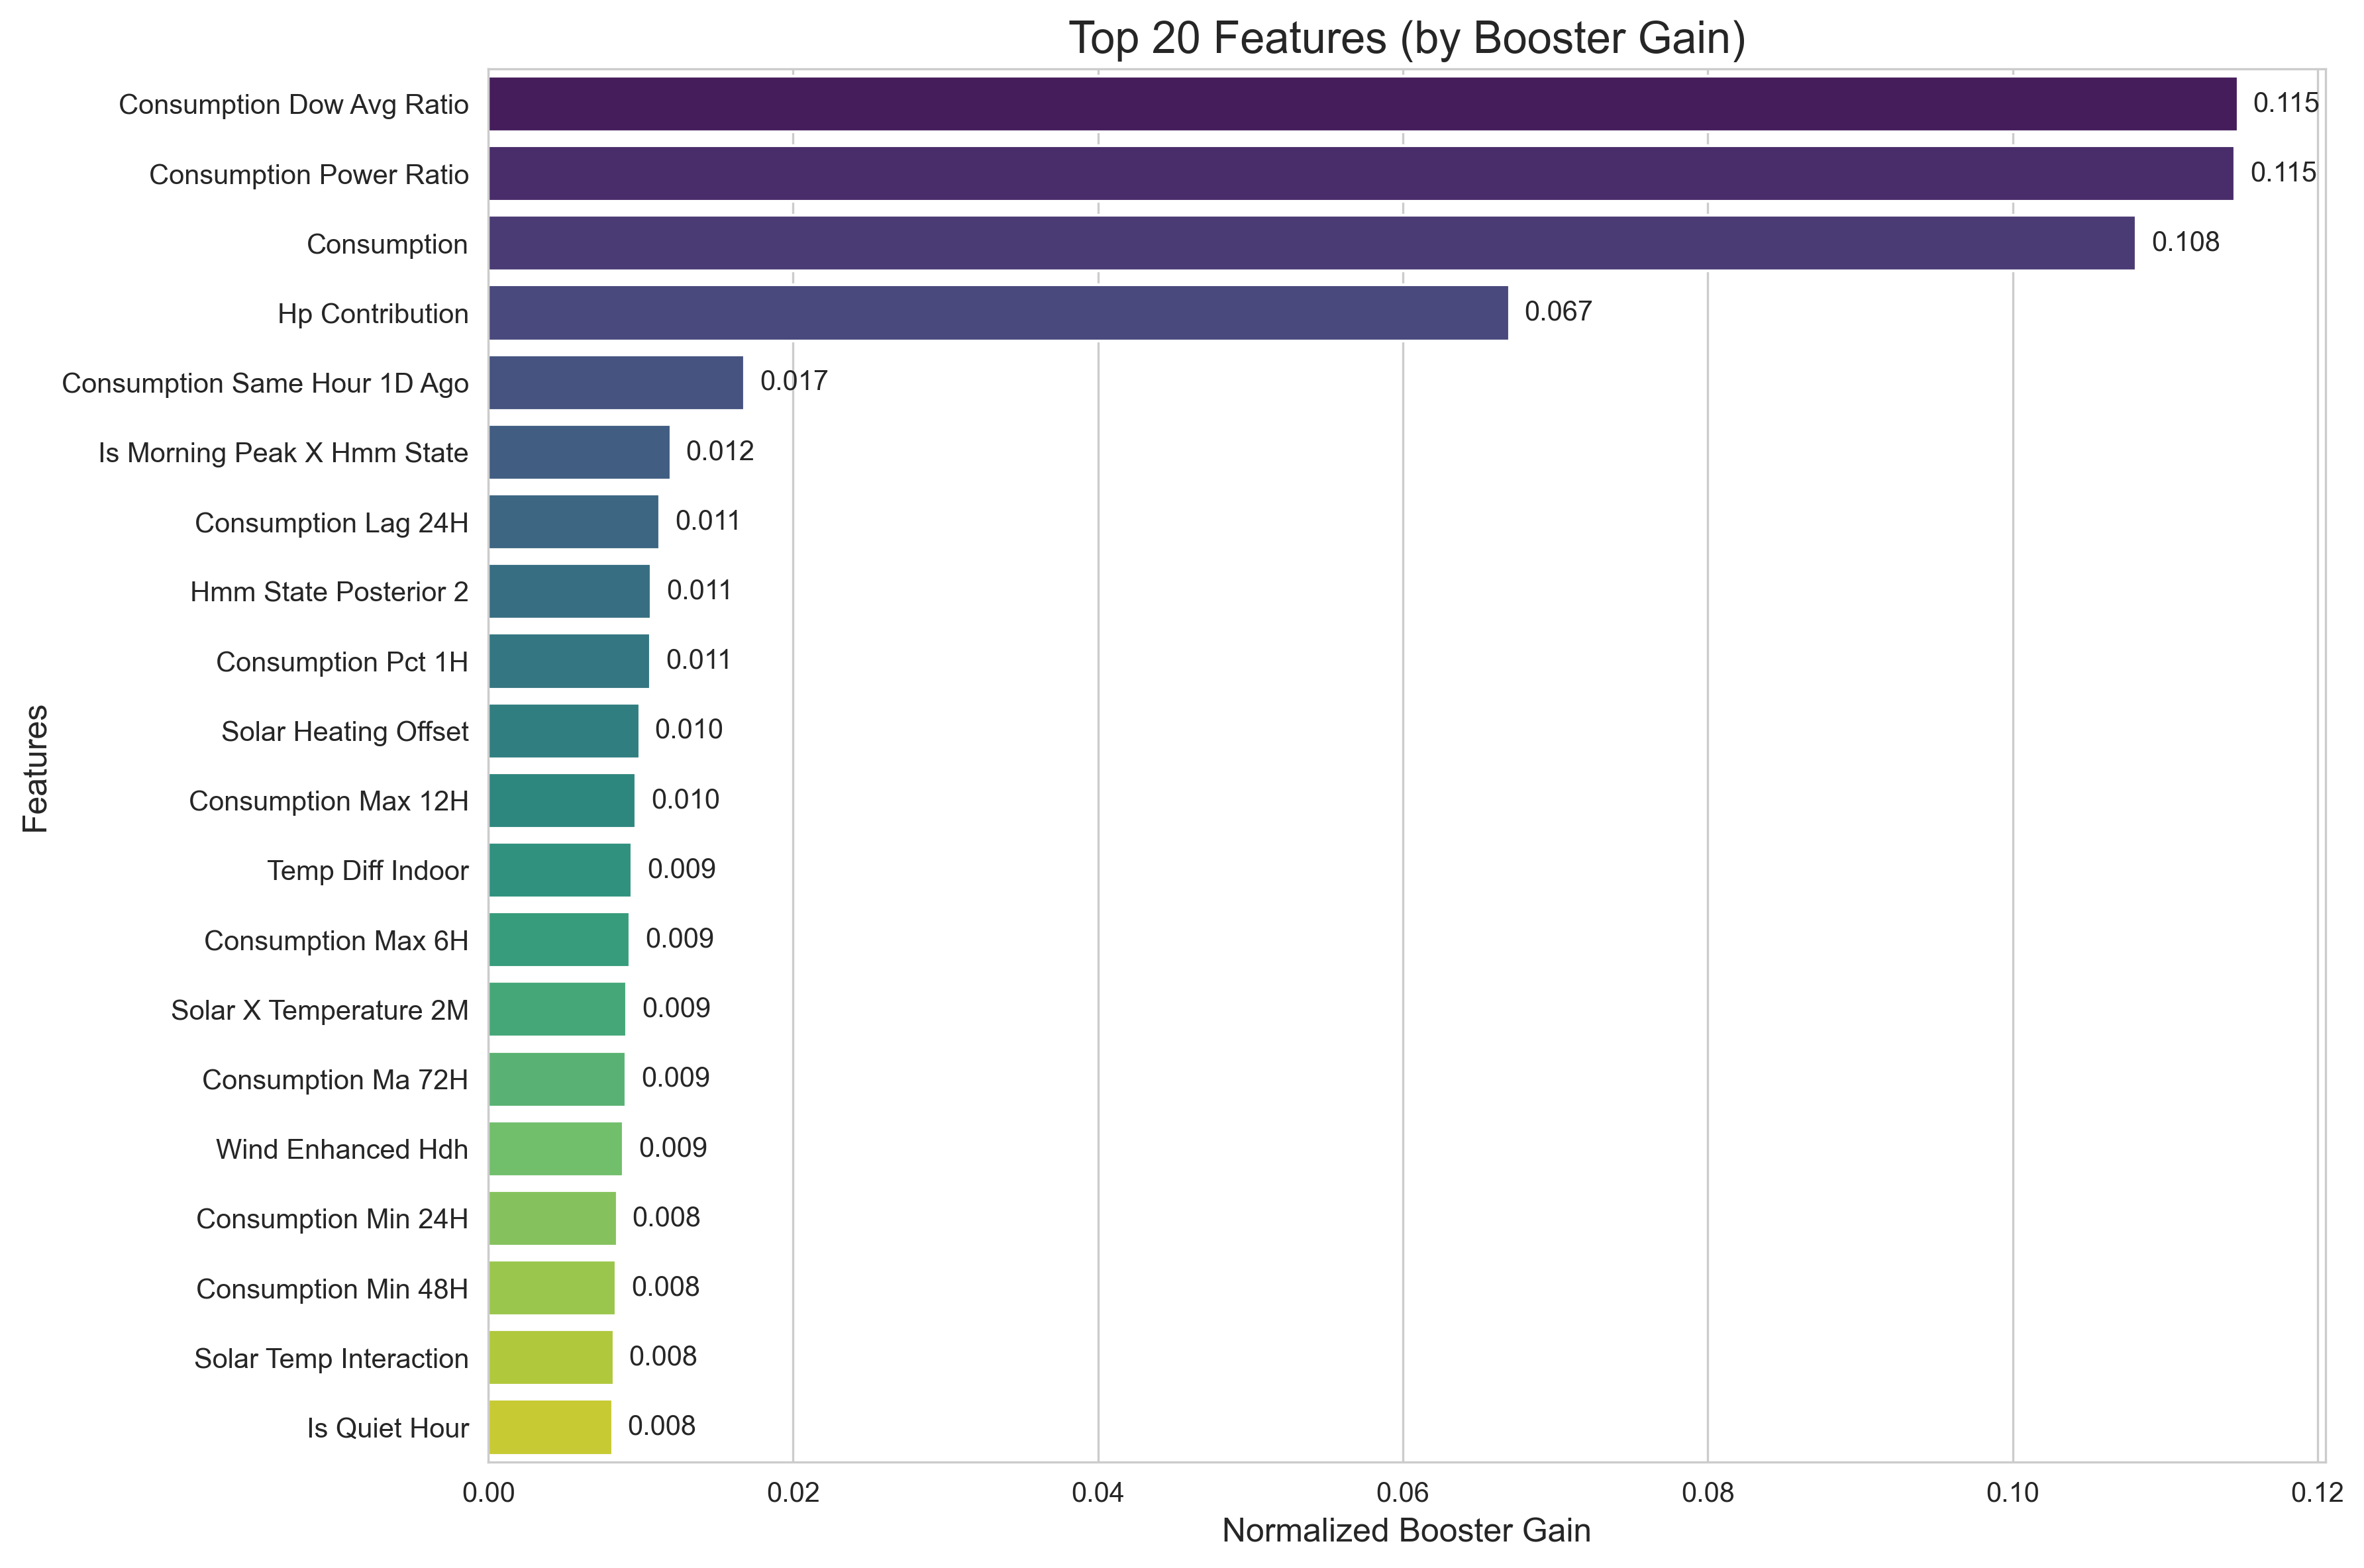 Top 20 Features (by Booster Gain)
Consumption Dow Avg Ratio 0.115
Consumption Power Ratio 0.115
Consumption 0.108
Hp Contribution 0.067
Consumption Same Hour 1D Ago 0.017
Is Morning Peak X Hmm State 0.012
Consumption Lag 24H 0.011
Hmm State Posterior 2 0.011
Consumption Pct 1H 0.011
Solar Heating Offset 0.010
Consumption Max 12H 0.010
Temp Diff Indoor 0.009
Consumption Max 6H 0.009
Solar X Temperature 2M 0.009
Consumption Ma 72H 0.009
Wind Enhanced Hdh 0.009
Consumption Min 24H 0.008
Consumption Min 48H 0.008
Solar Temp Interaction 0.008
Is Quiet Hour 0.008
Features
0.00 0.02 0.04 0.06 0.08 0.10 0.12
Normalized Booster Gain